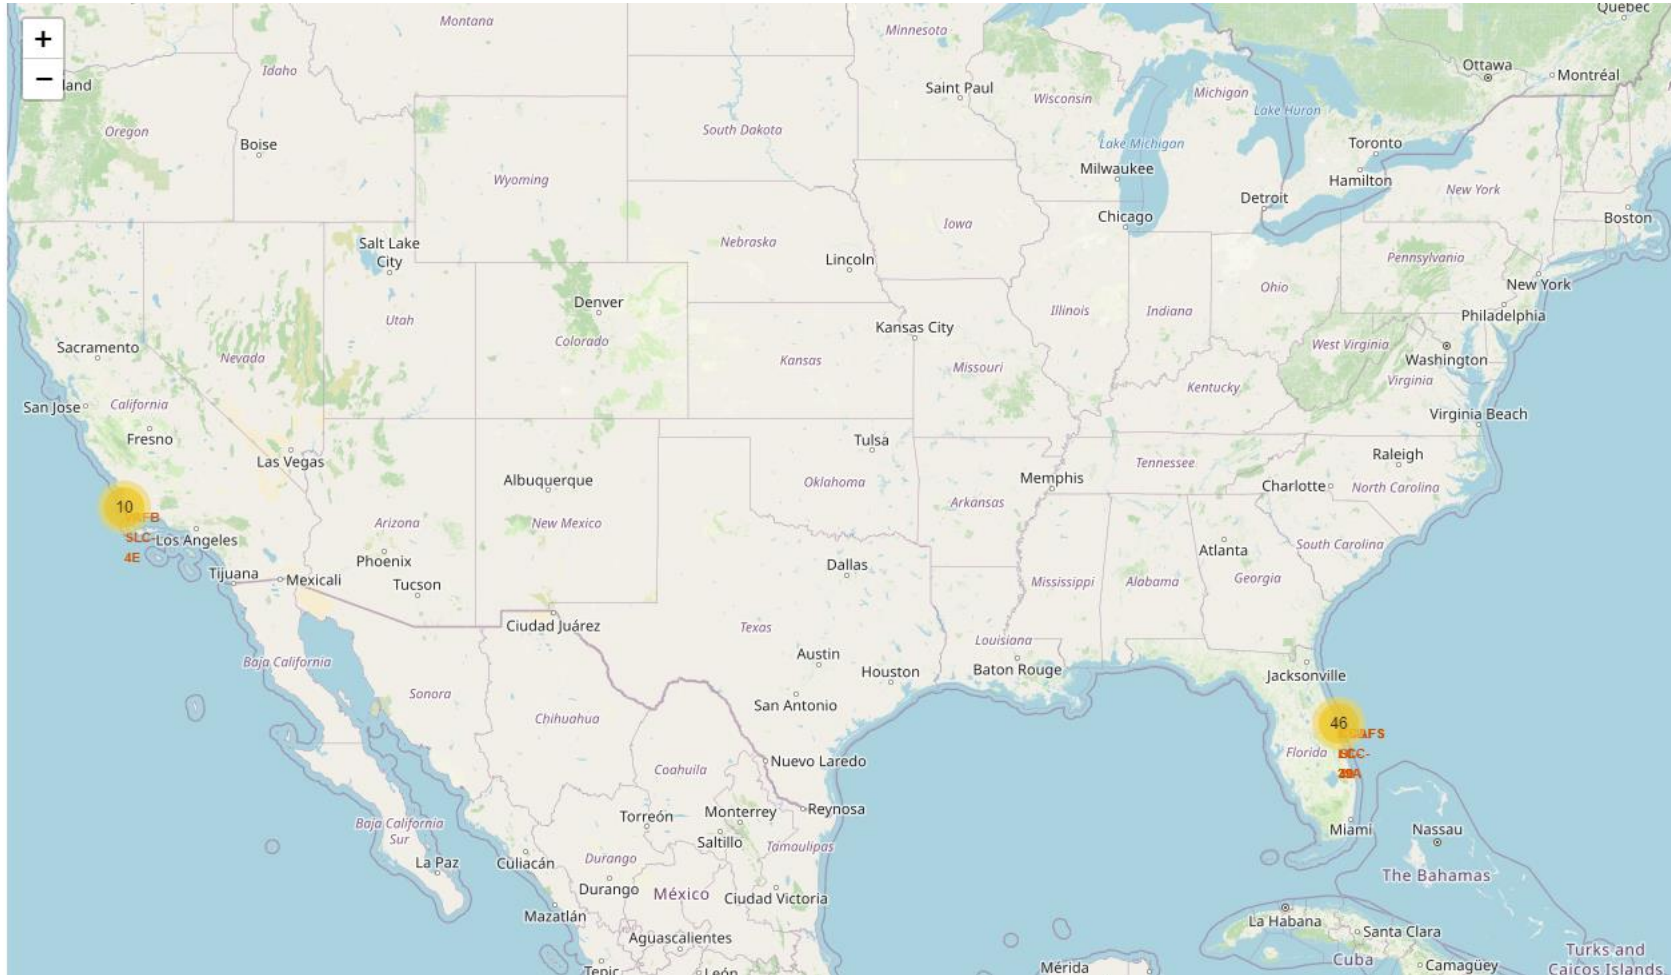 Montana
Minnesota
Québec
+
−
land
Idaho
Ottawa
Montréal
Saint Paul
Wisconsin
Michigan
Lake Huron
Oregon
Boise
South Dakota
Lake Michigan
Toronto
Milwaukee
Wyoming
Hamilton
New York
Detroit
Chicago
Boston
Iowa
Salt Lake
City
Nebraska
Lincoln
Pennsylvania
New York
Ohio
Denver
Utah
Colorado
Illinois
Indiana
Philadelphia
Kansas City
Sacramento
Nevada
Kansas
Missouri
West Virginia
Washington
Kentucky
Virginia
San Jose
California
Virginia Beach
Fresno
Tulsa
Las Vegas
Raleigh
Tennessee
Albuquerque
Oklahoma
Memphis
Charlotte
North Carolina
Arkansas
10
SLC-
4E
Los Angeles
Arizona
New Mexico
Phoenix
Atlanta
South Carolina
Dallas
Tijuana
Mexicali
Tucson
Mississippi
Alabama
Georgia
Ciudad Juárez
Texas
Louisiana
Austin
Houston
Baton Rouge
Baja California
Jacksonville
Sonora
San Antonio
Chihuahua
46
Florida
Nuevo Laredo
Coahuila
Torreón
Monterrey
Reynosa
Baja California
Sur
Saltillo
Tamaulipas
Miami
Nassau
La Paz
Culiacán
Durango
Durango
México
Ciudad Victoria
The Bahamas
Mazatlán
La Habana
Santa Clara
Aguascalientes
Turks and
Caicos Islands
Tepic
León
Mérida
Cuba
Camagüey